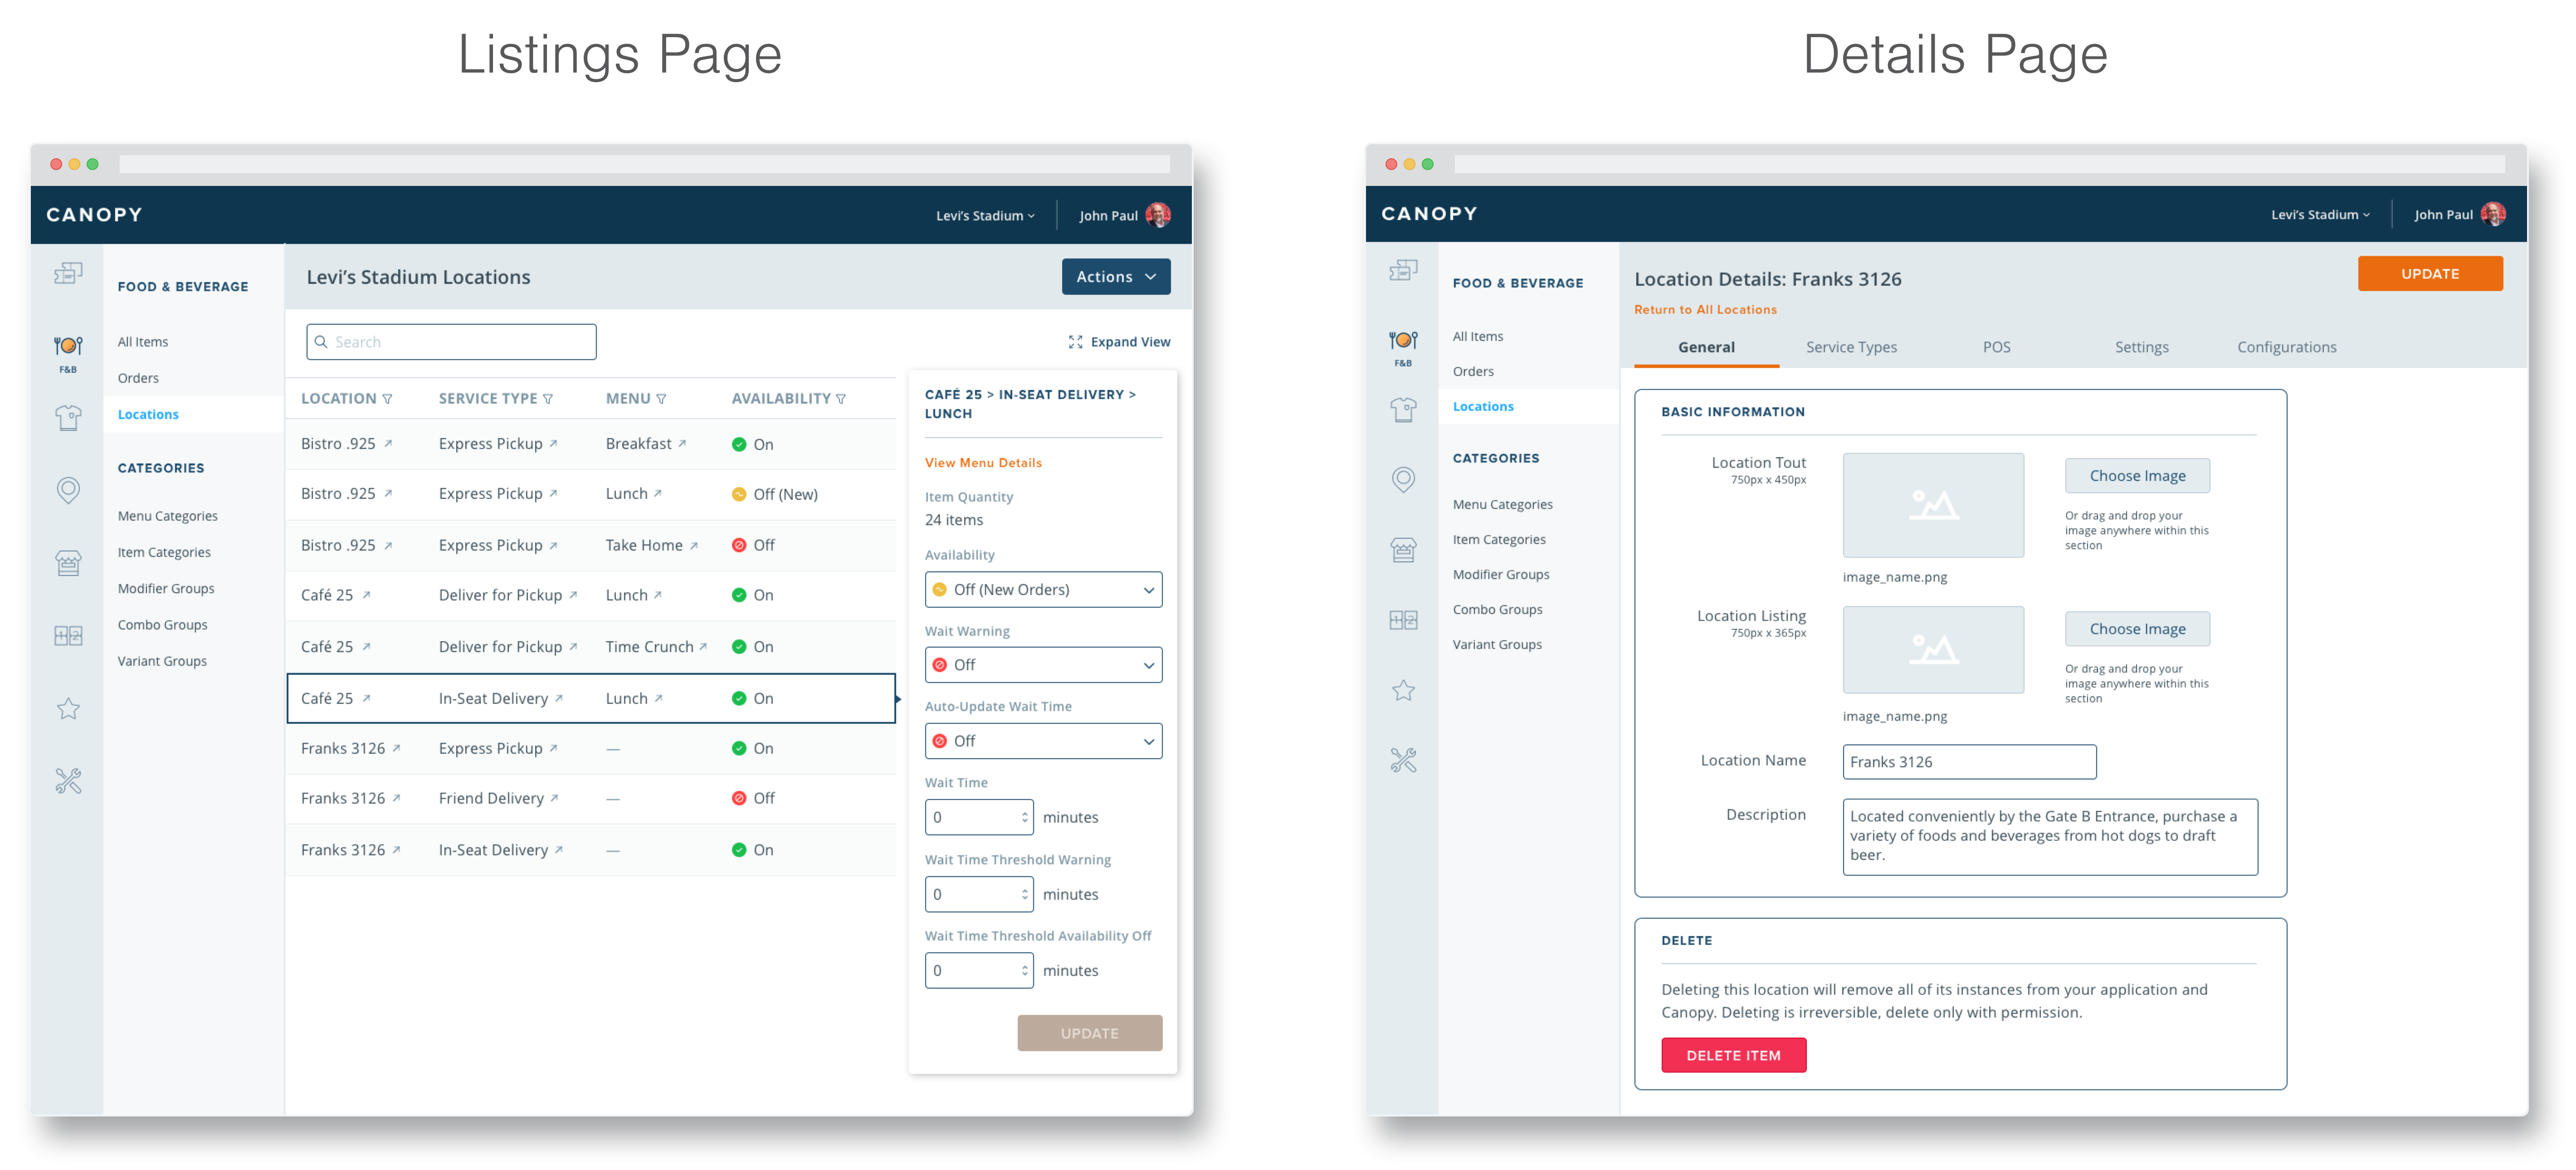 Listings Page
Details Page
CANOPY
Levi's Stadium
John Paul
FOOD & BEVERAGE
All Items
Orders
Locations
CATEGORIES
Menu Categories
Item Categories
Modifier Groups
Combo Groups
Variant Groups
F&B
Levi's Stadium Locations
Actions
Search
Expand View
LOCATION SERVICE TYPE MENU AVAILABILITY
Bistro .925 Express Pickup Breakfast On
Bistro .925 Express Pickup Lunch Off (New)
Bistro .925 Express Pickup Take Home Off
Café 25 Deliver for Pickup Lunch On
Café 25 Deliver for Pickup Time Crunch On
Café 25 In-Seat Delivery Lunch On
Franks 3126 Express Pickup — On
Franks 3126 Friend Delivery — Off
Franks 3126 In-Seat Delivery — On
CAFÉ 25 > IN-SEAT DELIVERY >
LUNCH
View Menu Details
Item Quantity
24 items
Availability
Off (New Orders)
Wait Warning
Off
Auto-Update Wait Time
Off
Wait Time
0 minutes
Wait Time Threshold Warning
0 minutes
Wait Time Threshold Availability Off
0 minutes
UPDATE
CANOPY
Levi's Stadium
John Paul
F&B
FOOD & BEVERAGE
All Items
Orders
Locations
CATEGORIES
Menu Categories
Item Categories
Modifier Groups
Combo Groups
Variant Groups
Location Details: Franks 3126
UPDATE
Return to All Locations
General Service Types POS Settings Configurations
BASIC INFORMATION
Location Tout
750px x 450px
Choose Image
Or drag and drop your
image anywhere within this
section
image_name.png
Location Listing
750px x 365px
Choose Image
Or drag and drop your
image anywhere within this
section
image_name.png
Location Name Franks 3126
Description
Located conveniently by the Gate B Entrance, purchase a
variety of foods and beverages from hot dogs to draft
beer.
DELETE
Deleting this location will remove all of its instances from your application and
Canopy. Deleting is irreversible, delete only with permission.
DELETE ITEM